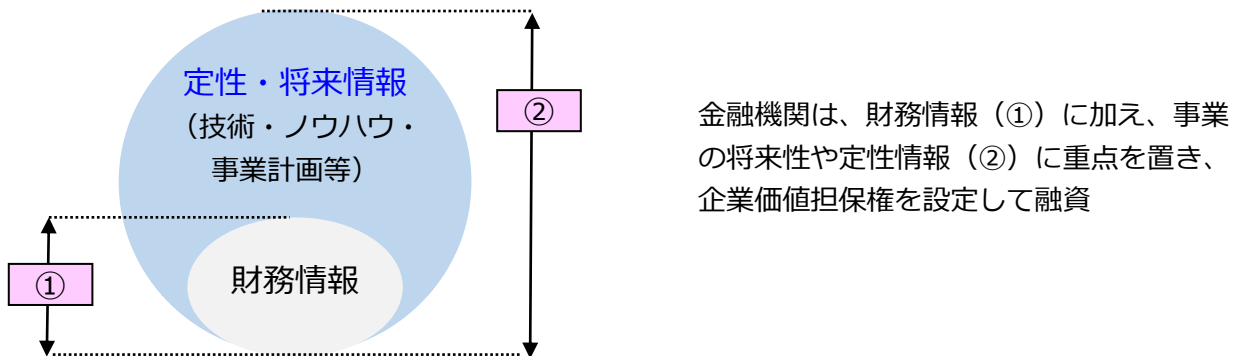 定性・将来情報
（技術・ノウハウ・
事業計画等）
②
①
財務情報
金融機関は、財務情報（①）に加え、事業
の将来性や定性情報（②）に重点を置き、
企業価値担保権を設定して融資